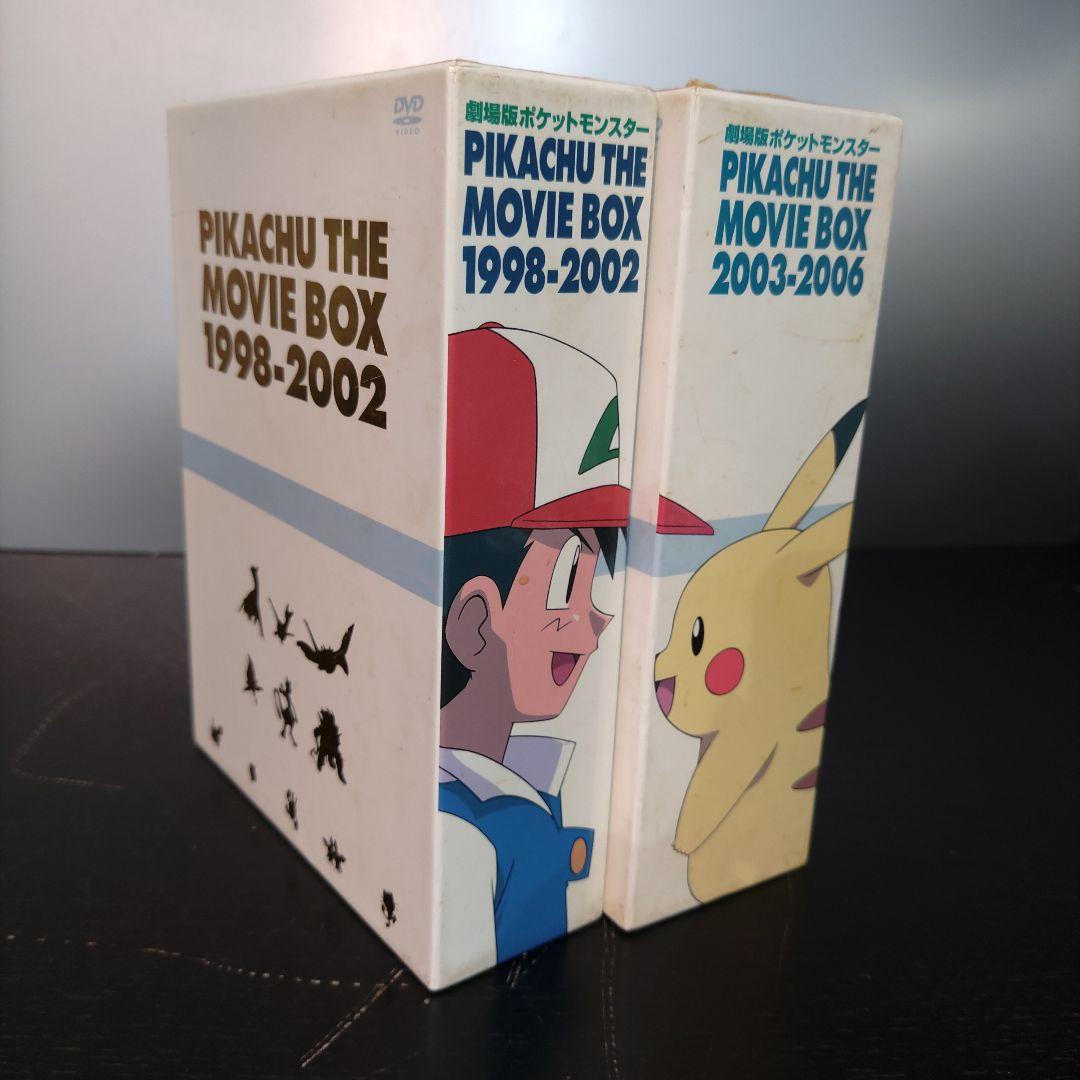 DVD
VIDEO
PIKACHU THE
MOVIE BOX
1998-2002
劇場版ポケットモンスター
PIKACHU THE
MOVIE BOX
1998-2002
劇場版ポケットモンスター
PIKACHU THE
MOVIE BOX
2003-2006